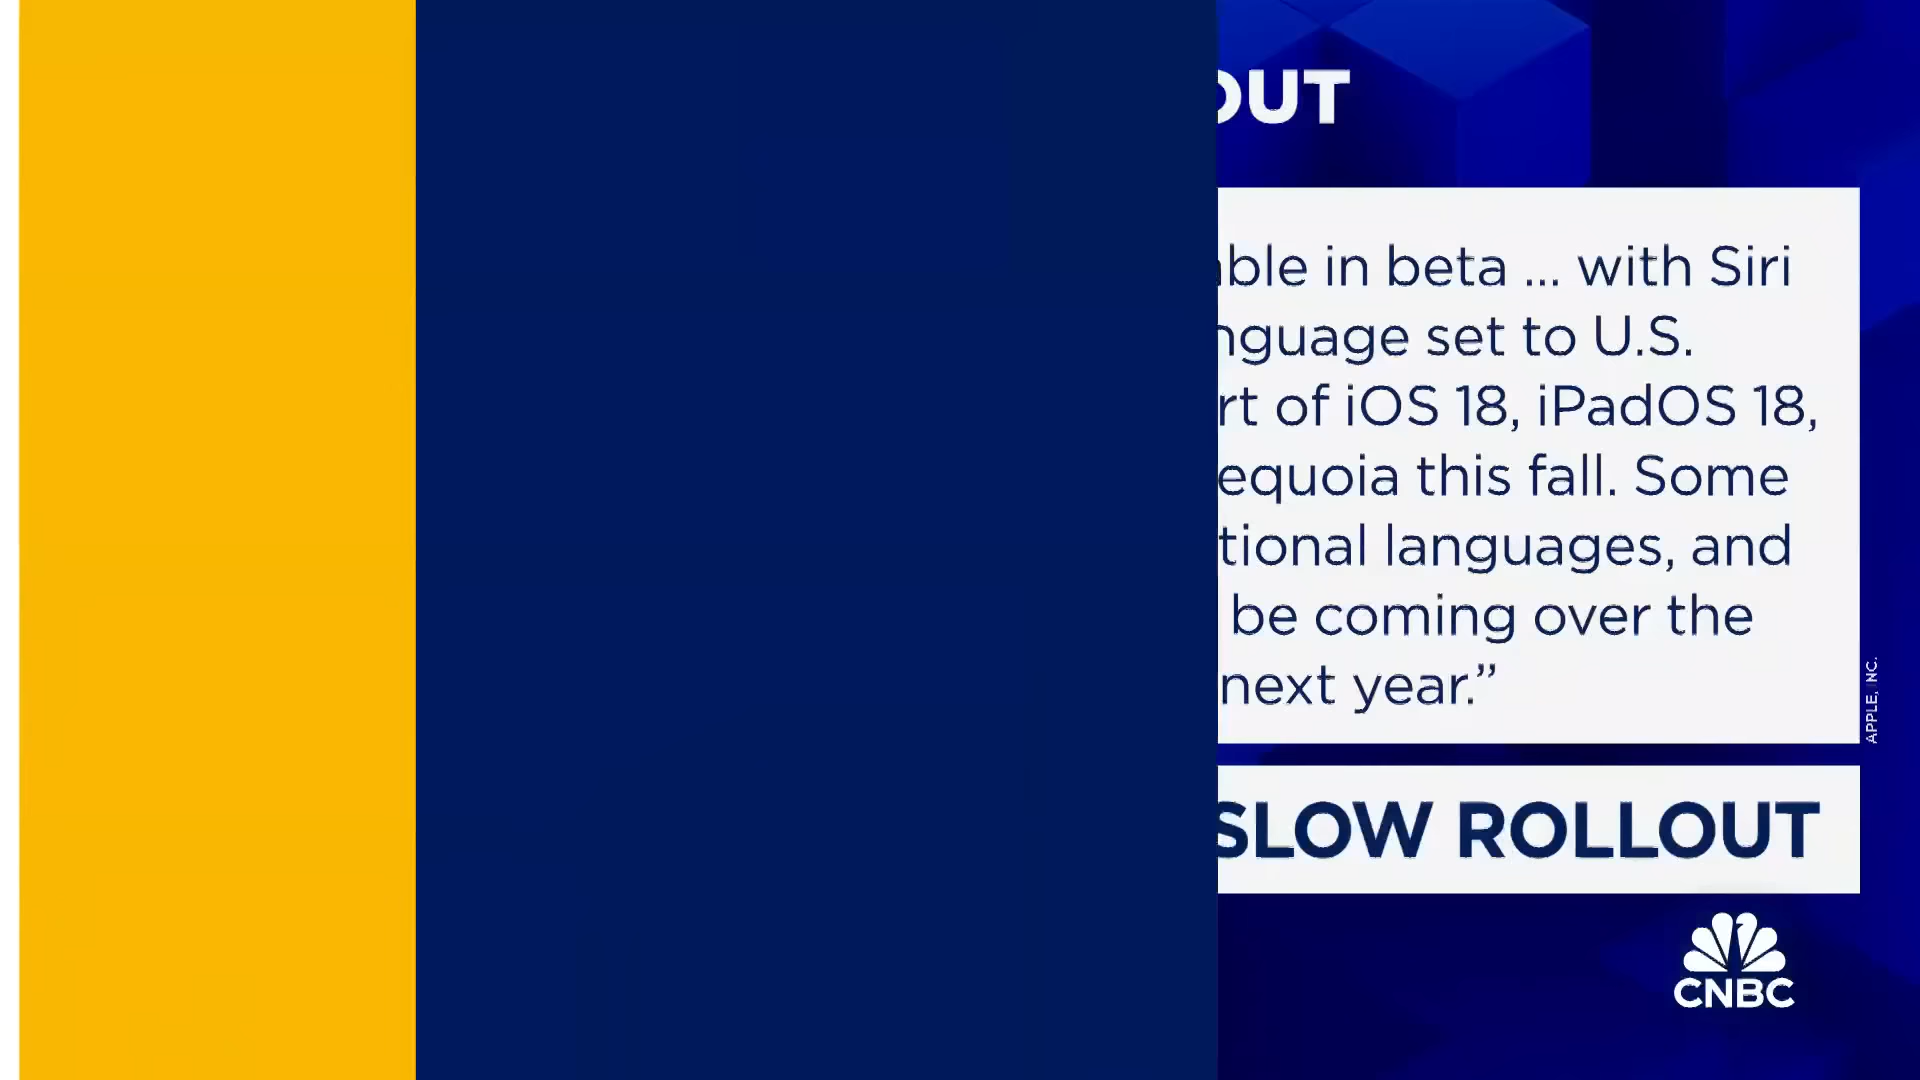 OUT
ble in beta ... with Siri
nguage set to U.S.
rt of iOS 18, iPadOS 18,
equoia this fall. Some
tional languages, and
be coming over the
next year.”
APPLE, INC.
SLOW ROLLOUT
CNBC